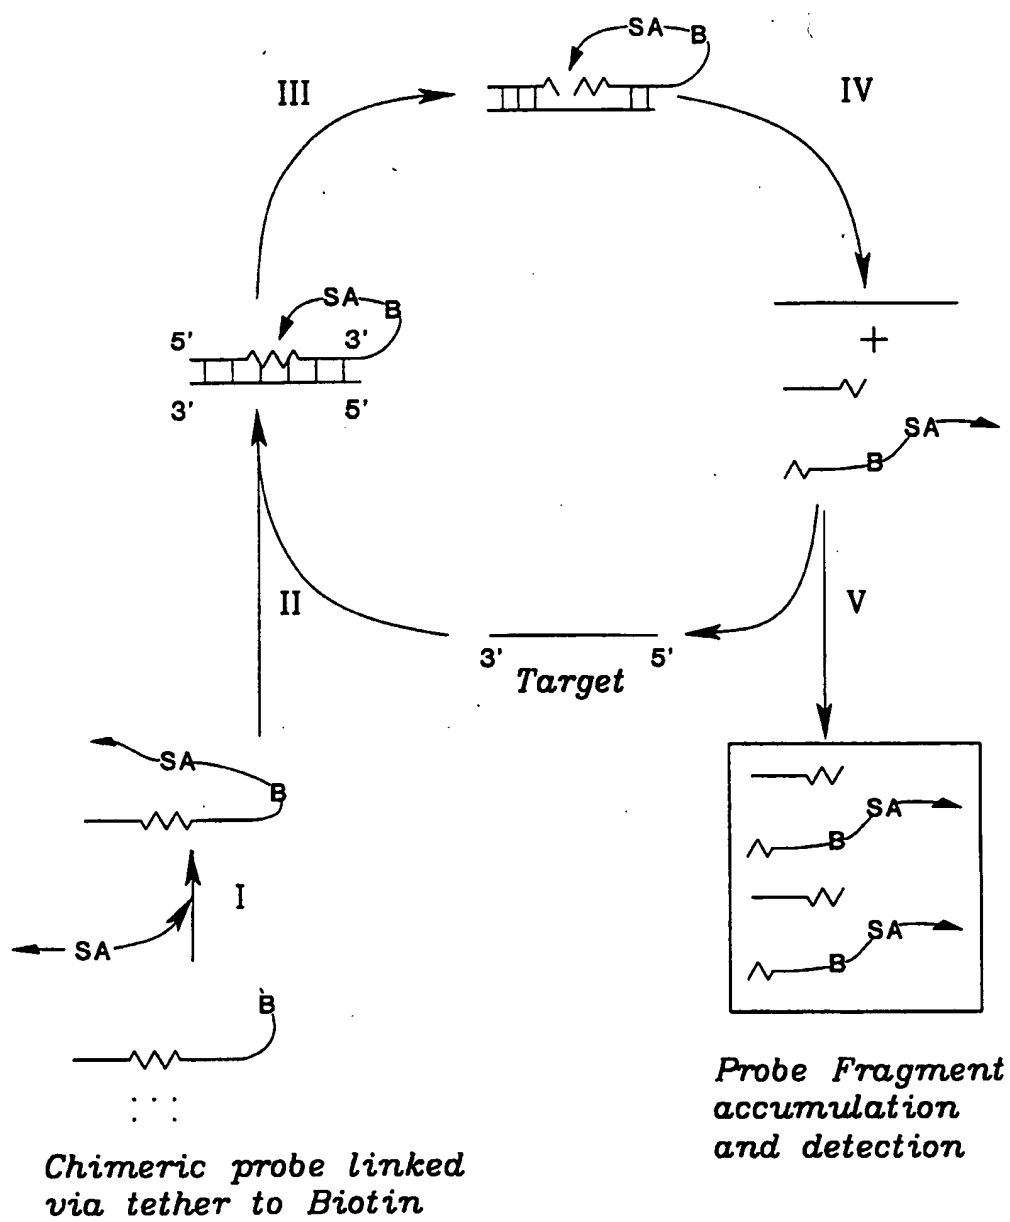 SA
B
III
IV
SA
B
5'
3'
3'
5'
+
SA
B
II
V
3'
5'
Target
SA
B
I
SA
B
SA
B
SA
B
Probe Fragment
accumulation
and detection
Chimeric probe linked
via tether to Biotin